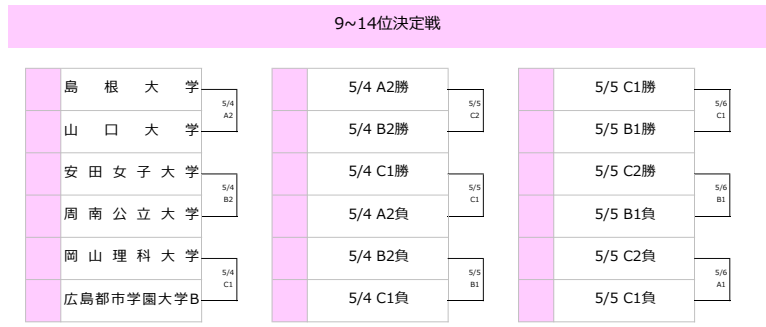 9~14位決定戦
島根大学
5/4
A2
山口大学
安田女子大学
5/4
B2
周南公立大学
岡山理科大学
5/4
C1
広島都市学園大学B
5/4 A2勝
5/5
C2
5/4 B2勝
5/4 C1勝
5/5
C1
5/4 A2負
5/4 B2負
5/5
B1
5/4 C1負
5/5 C1勝
5/6
C1
5/5 B1勝
5/5 C2勝
5/6
B1
5/5 B1負
5/5 C2負
5/6
A1
5/5 C1負